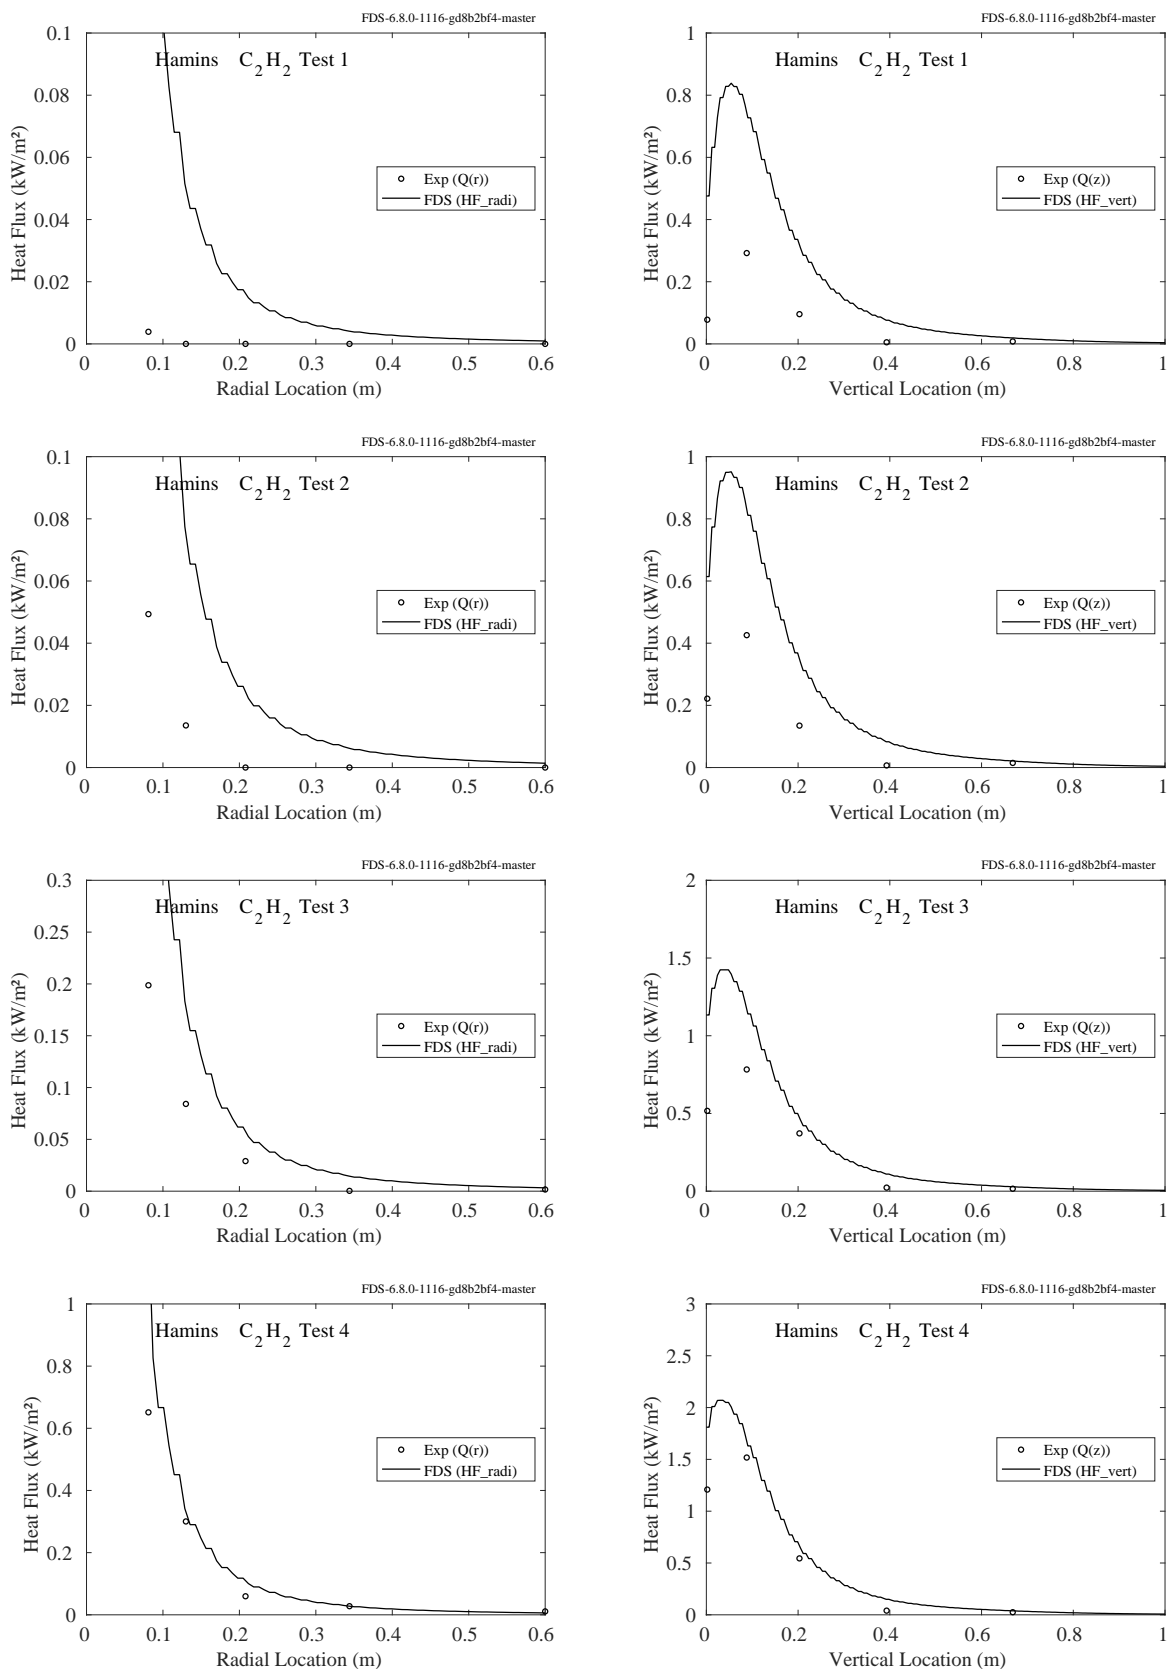 FDS-6.8.0-1116-gd8b2bf4-master
Hamins C2H2 Test 1
Heat Flux (kW/m²)
0.1
0.08
0.06
0.04
0.02
0
Exp (Q(r))
FDS (HF_radi)
0 0.1 0.2 0.3 0.4 0.5 0.6
Radial Location (m)
FDS-6.8.0-1116-gd8b2bf4-master
Hamins C2H2 Test 1
Heat Flux (kW/m²)
1
0.8
0.6
0.4
0.2
0
Exp (Q(z))
FDS (HF_vert)
0 0.2 0.4 0.6 0.8 1
Vertical Location (m)
FDS-6.8.0-1116-gd8b2bf4-master
Hamins C2H2 Test 2
Heat Flux (kW/m²)
0.1
0.08
0.06
0.04
0.02
0
Exp (Q(r))
FDS (HF_radi)
0 0.1 0.2 0.3 0.4 0.5 0.6
Radial Location (m)
FDS-6.8.0-1116-gd8b2bf4-master
Hamins C2H2 Test 2
Heat Flux (kW/m²)
1
0.8
0.6
0.4
0.2
0
Exp (Q(z))
FDS (HF_vert)
0 0.2 0.4 0.6 0.8 1
Vertical Location (m)
FDS-6.8.0-1116-gd8b2bf4-master
Hamins C2H2 Test 3
Heat Flux (kW/m²)
0.3
0.25
0.2
0.15
0.1
0.05
0
Exp (Q(r))
FDS (HF_radi)
0 0.1 0.2 0.3 0.4 0.5 0.6
Radial Location (m)
FDS-6.8.0-1116-gd8b2bf4-master
Hamins C2H2 Test 3
Heat Flux (kW/m²)
2
1.5
1
0.5
0
Exp (Q(z))
FDS (HF_vert)
0 0.2 0.4 0.6 0.8 1
Vertical Location (m)
FDS-6.8.0-1116-gd8b2bf4-master
Hamins C2H2 Test 4
Heat Flux (kW/m²)
1
0.8
0.6
0.4
0.2
0
Exp (Q(r))
FDS (HF_radi)
0 0.1 0.2 0.3 0.4 0.5 0.6
Radial Location (m)
FDS-6.8.0-1116-gd8b2bf4-master
Hamins C2H2 Test 4
Heat Flux (kW/m²)
3
2.5
2
1.5
1
0.5
0
Exp (Q(z))
FDS (HF_vert)
0 0.2 0.4 0.6 0.8 1
Vertical Location (m)